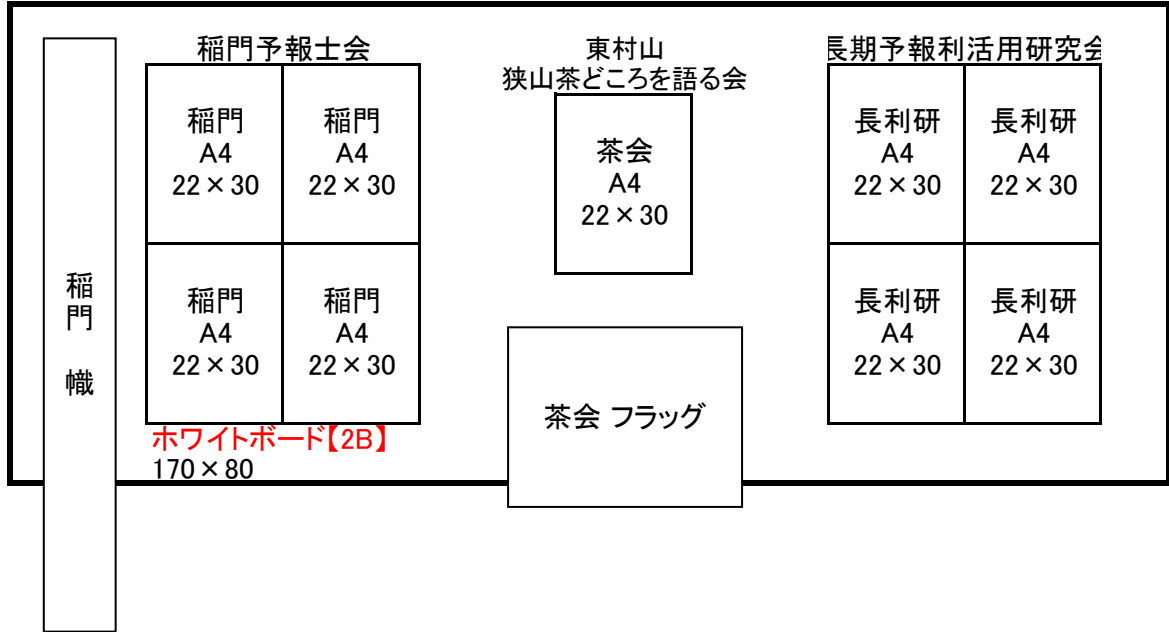 稲門予報士会
東村山
狭山茶どころを語る会
長期予報利活用研究会
稲門
A4
22×30
稲門
A4
22×30
茶会
A4
22×30
長利研
A4
22×30
長利研
A4
22×30
稲門 幟
稲門
A4
22×30
稲門
A4
22×30
茶会 フラッグ
長利研
A4
22×30
長利研
A4
22×30
ホワイトボード【2B】
170×80